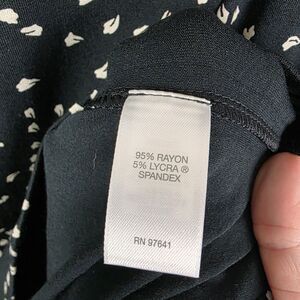 95% RAYON
5% LYCRA ®
SPANDEX
RN 97641